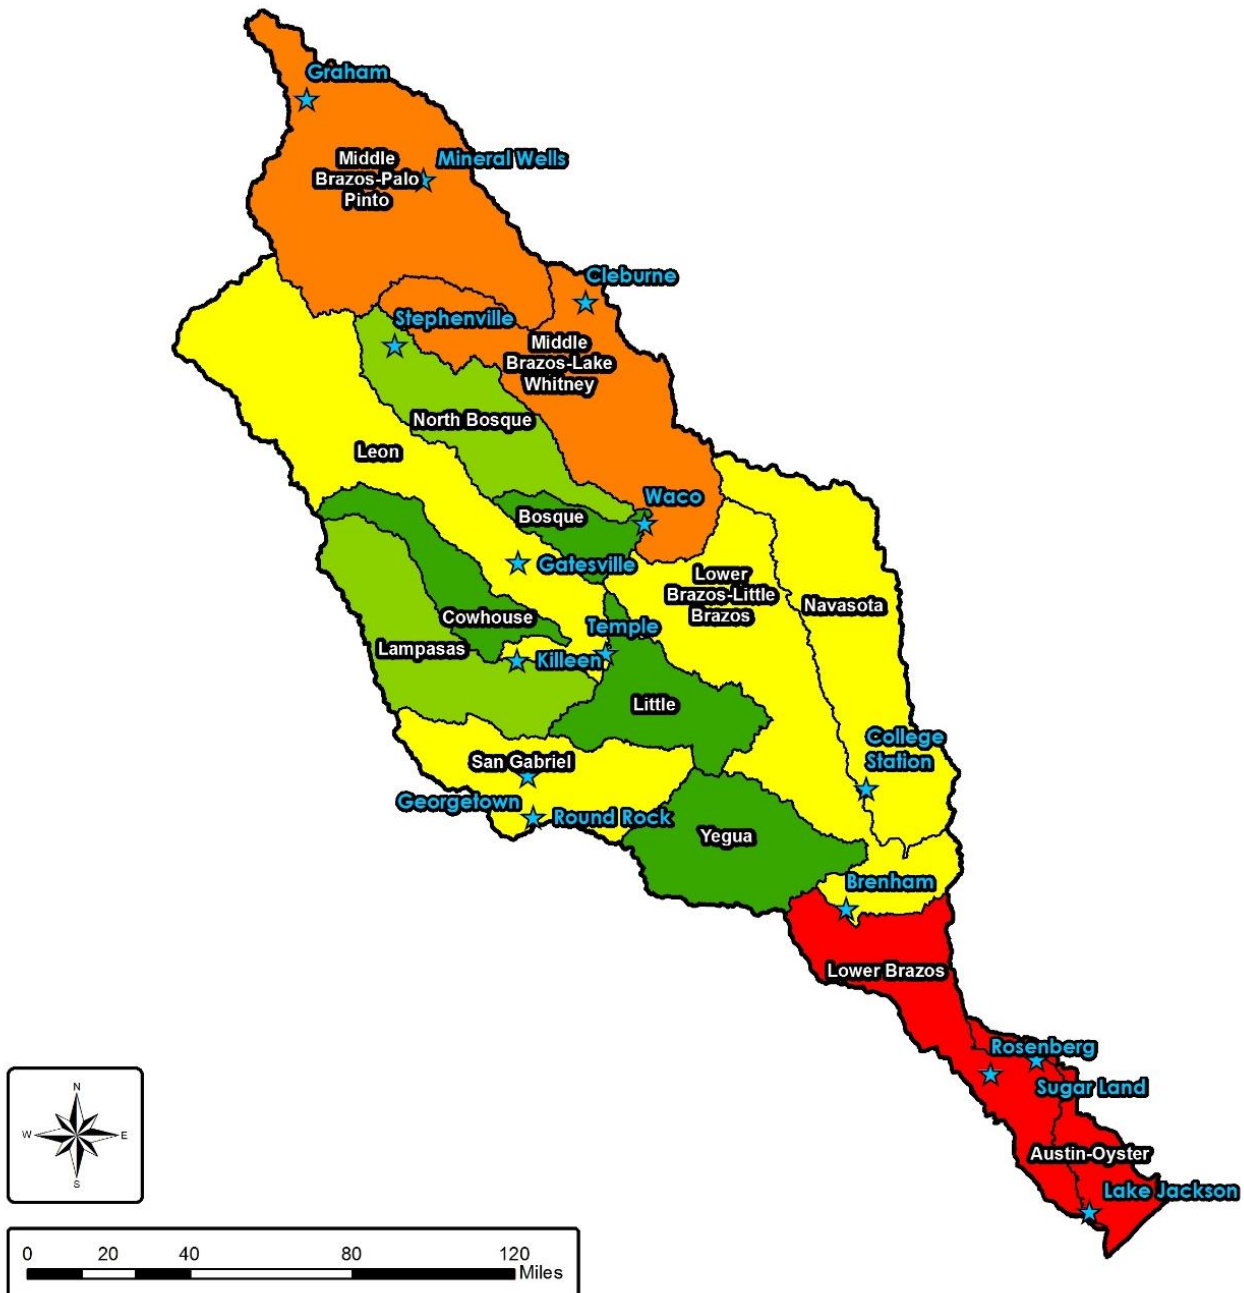 Graham
Middle
Brazos-Palo
Pinto
Mineral Wells
Cleburne
Stephenville
Middle
Brazos-Lake
Whitney
North Bosque
Leon
Waco
Bosque
Gatesville
Lower
Brazos-Little
Brazos
Navasota
Cowhouse
Temple
Lampasas
Killeen
Little
College
Station
San Gabriel
Georgetown
Round Rock
Yegua
Brenham
Lower Brazos
Rosenberg
Sugar Land
Austin-Oyster
Lake Jackson
N
W E
S
0 20 40 80 120
Miles